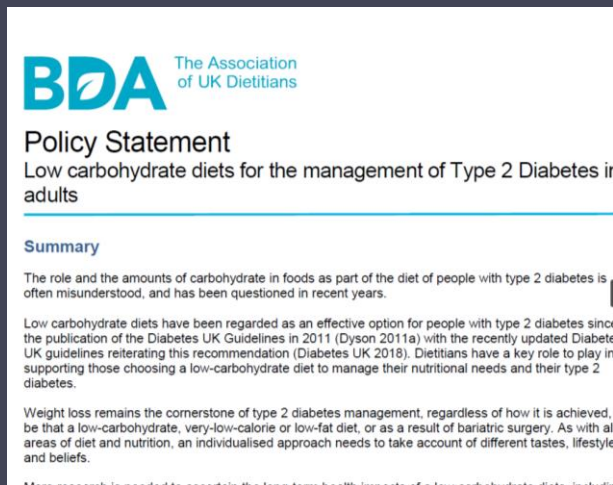 BDA
The Association
of UK Dietitians
Policy Statement
Low carbohydrate diets for the management of Type 2 Diabetes in
adults
Summary
The role and the amounts of carbohydrate in foods as part of the diet of people with type 2 diabetes is
often misunderstood, and has been questioned in recent years.
Low carbohydrate diets have been regarded as an effective option for people with type 2 diabetes since
the publication of the Diabetes UK Guidelines in 2011 (Dyson 2011a) with the recently updated Diabete
UK guidelines reiterating this recommendation (Diabetes UK 2018). Dietitians have a key role to play in
supporting those choosing a low-carbohydrate diet to manage their nutritional needs and their type 2
diabetes.
Weight loss remains the cornerstone of type 2 diabetes management, regardless of how it is achieved,
be that a low-carbohydrate, very-low-calorie or low-fat diet, or as a result of bariatric surgery. As with al
areas of diet and nutrition, an individualised approach needs to take account of different tastes, lifestyle
and beliefs.